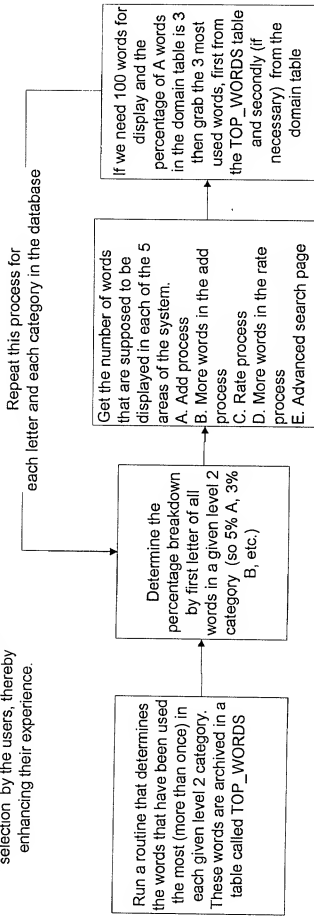 selection by the users, thereby
enhancing their experience.
Repeat this process for
each letter and each category in the database
Run a routine that determines
the words that have been used
the most (more than once) in
each given level 2 category.
These words are archived in a
table called TOP_WORDS
Determine the
percentage breakdown
by first letter of all
words in a given level 2
category (so 5% A, 3%
B, etc.)
Get the number of words
that are supposed to be
displayed in each of the 5
areas of the system.
A. Add process
B. More words in the add
process
C. Rate process
D. More words in the rate
process
E. Advanced search page
If we need 100 words for
display and the
percentage of A words
in the domain table is 3
then grab the 3 most
used words, first from
the TOP_WORDS table
and secondly (if
necessary) from the
domain table